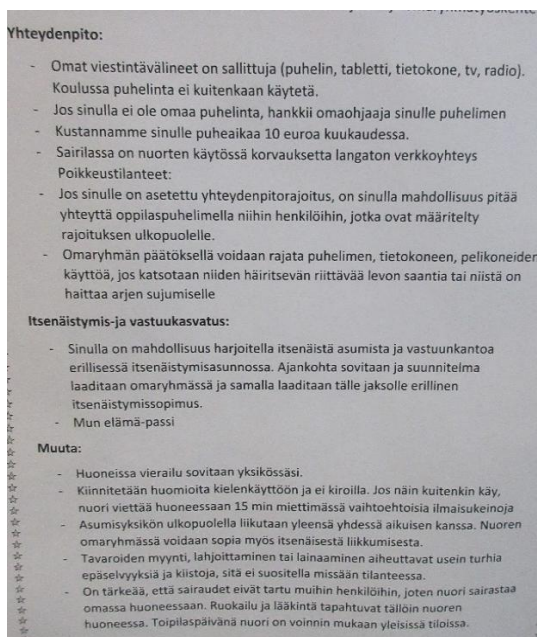 Yhteydenpito:
- Omat viestintävälineet on sallittuja (puhelin, tabletti, tietokone, tv, radio).
Koulussa puhelinta ei kuitenkaan käytetä.
- Jos sinulla ei ole omaa puhelinta, hankkii omaohjaaja sinulle puhelimen
- Kustannamme sinulle puheaikaa 10 euroa kuukaudessa.
- Sairilassa on nuorten käytössä korvauksetta langaton verkkoyhteys
Poikkeustilanteet:
- Jos sinulle on asetettu yhteydenpitorajoitus, on sinulla mahdollisuus pitää
yhteyttä oppilaspuhelimella niihin henkilöihin, jotka ovat määritelty
rajoituksen ulkopuolelle.
- Omaryhmän päätöksellä voidaan rajata puhelimen, tietokoneen, pelikoneiden
käyttöä, jos katsotaan niiden häiritsevän riittävää levon saantia tai niistä on
haittaa arjen sujumiselle
Itsenäistymis-ja vastuukasvatus:
- Sinulla on mahdollisuus harjoitella itsenäistä asumista ja vastuunkantoa
erillisessä itsenäistymisasunnossa. Ajankohta sovitaan ja suunnitelma
laaditaan omaryhmässä ja samalla laaditaan tälle jaksolle erillinen
itsenäistymissopimus.
- Mun elämä-passi
Muuta:
- Huoneissa vierailu sovitaan yksikössäsi.
- Kiinnitetään huomioita kielenkäyttöön ja ei kiroilla. Jos näin kuitenkin käy,
nuori viettää huoneessaan 15 min miettimässä vaihtoehtoisia ilmaisukeinoja
- Asumisyksikön ulkopuolella liikutaan yleensä yhdessä aikuisen kanssa. Nuoren
omaryhmässä voidaan sopia myös itsenäisestä liikkumisesta.
- Tavaroiden myynti, lahjoittaminen tai lainaaminen aiheuttavat usein turhia
epäselvyyksiä ja kiistoja, sitä ei suositella missään tilanteessa.
- On tärkeää, että sairaudet eivät tartu muihin henkilöihin, joten nuori sairastaa
omassa huoneessaan. Ruokailu ja lääkintä tapahtuvat tällöin nuoren
huoneessa. Toipilaspäivänä nuori on voinnin mukaan yleisissä tiloissa.